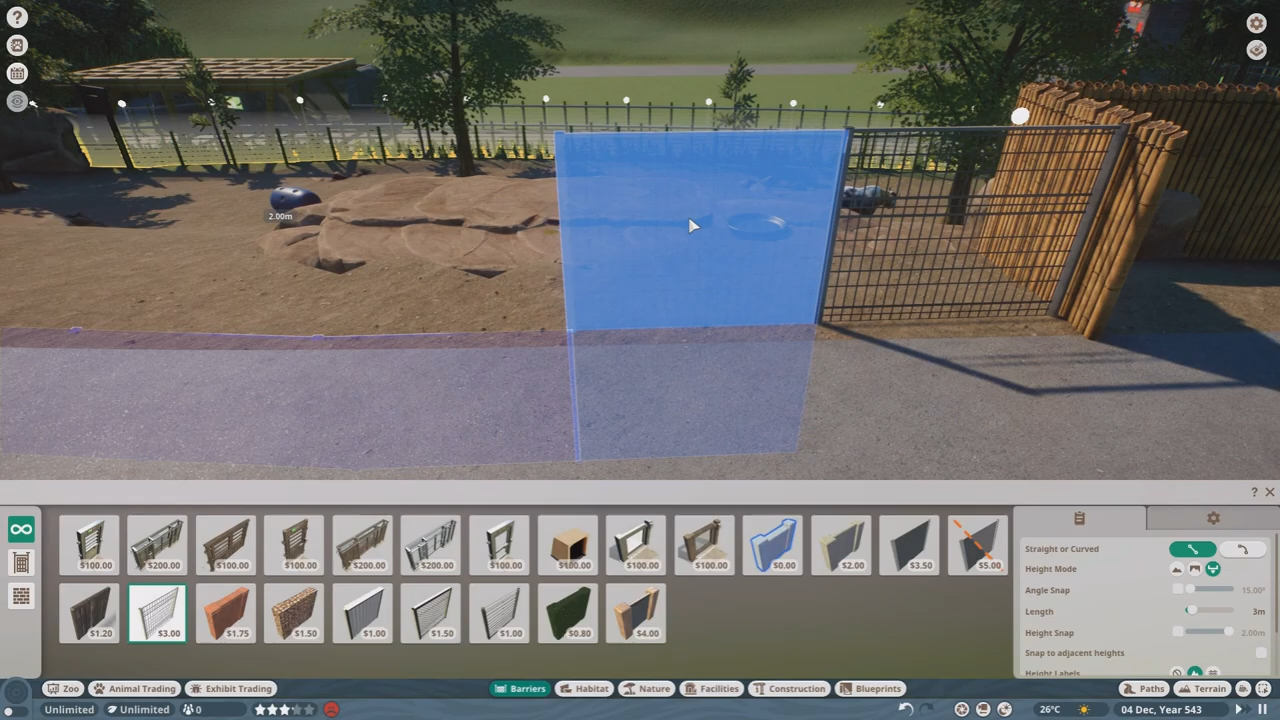 ?
2.00m
?
$100.00 $200.00 $100.00 $100.00 $200.00 $200.00 $100.00 $100.00 $100.00 $100.00 $0.00 $2.00 $3.50 $5.00
$1.20 $3.00 $1.75 $1.50 $1.00 $1.50 $1.00 $0.80 $4.00
Straight or Curved
Height Mode
Angle Snap 15.00°
Length 3m
Height Snap 2.00m
Snap to adjacent heights
Height Labels
Zoo Animal Trading Exhibit Trading Barriers Habitat Nature Facilities Construction Blueprints Paths Terrain
Unlimited Unlimited 0 26°C 04 Dec, Year 543